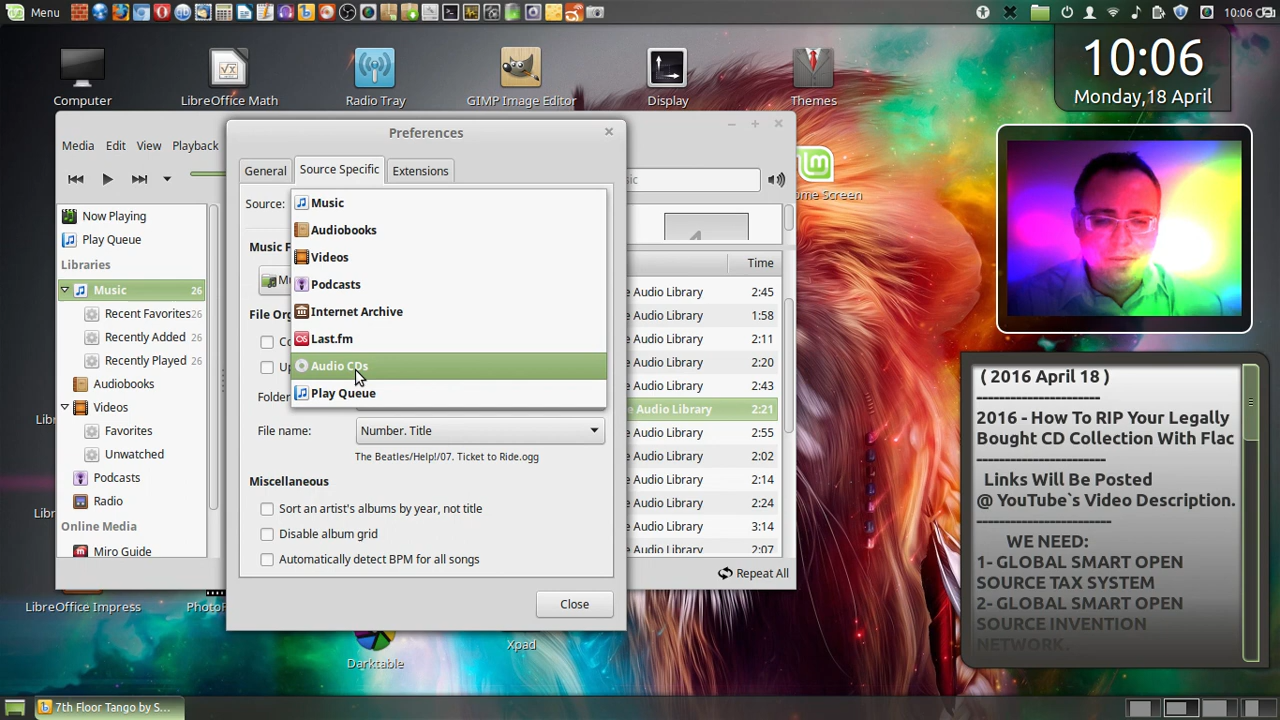 Menu
10:06
Computer
LibreOffice Math
Radio Tray
GIMP Image Editor
Display
Themes
10:06
Monday,18 April
Media Edit View Playback
Now Playing
Play Queue
Libraries
Music 26
Recent Favorites 26
Recently Added 26
Recently Played 26
Audiobooks
Videos
Favorites
Unwatched
Podcasts
Radio
Online Media
Miro Guide
Preferences
General Source Specific Extensions
Source:
Music
Audiobooks
Videos
Podcasts
Internet Archive
Last.fm
Audio CDs
Play Queue
File name: Number. Title
The Beatles/Help!/07. Ticket to Ride.ogg
Miscellaneous
Sort an artist's albums by year, not title
Disable album grid
Automatically detect BPM for all songs
Close
Time
e Audio Library 2:45
e Audio Library 1:58
e Audio Library 2:11
e Audio Library 2:20
e Audio Library 2:43
e Audio Library 2:21
e Audio Library 2:55
e Audio Library 2:02
e Audio Library 2:14
e Audio Library 2:24
e Audio Library 3:14
e Audio Library 2:07
Repeat All
ome Screen
( 2016 April 18 )
2016 - How To RIP Your Legally
Bought CD Collection With Flac
Links Will Be Posted
@ YouTube`s Video Description.
WE NEED:
1- GLOBAL SMART OPEN
SOURCE TAX SYSTEM
2- GLOBAL SMART OPEN
SOURCE INVENTION
NETWORK.
LibreOffice Impress
Darktable
Xpad
7th Floor Tango by S...